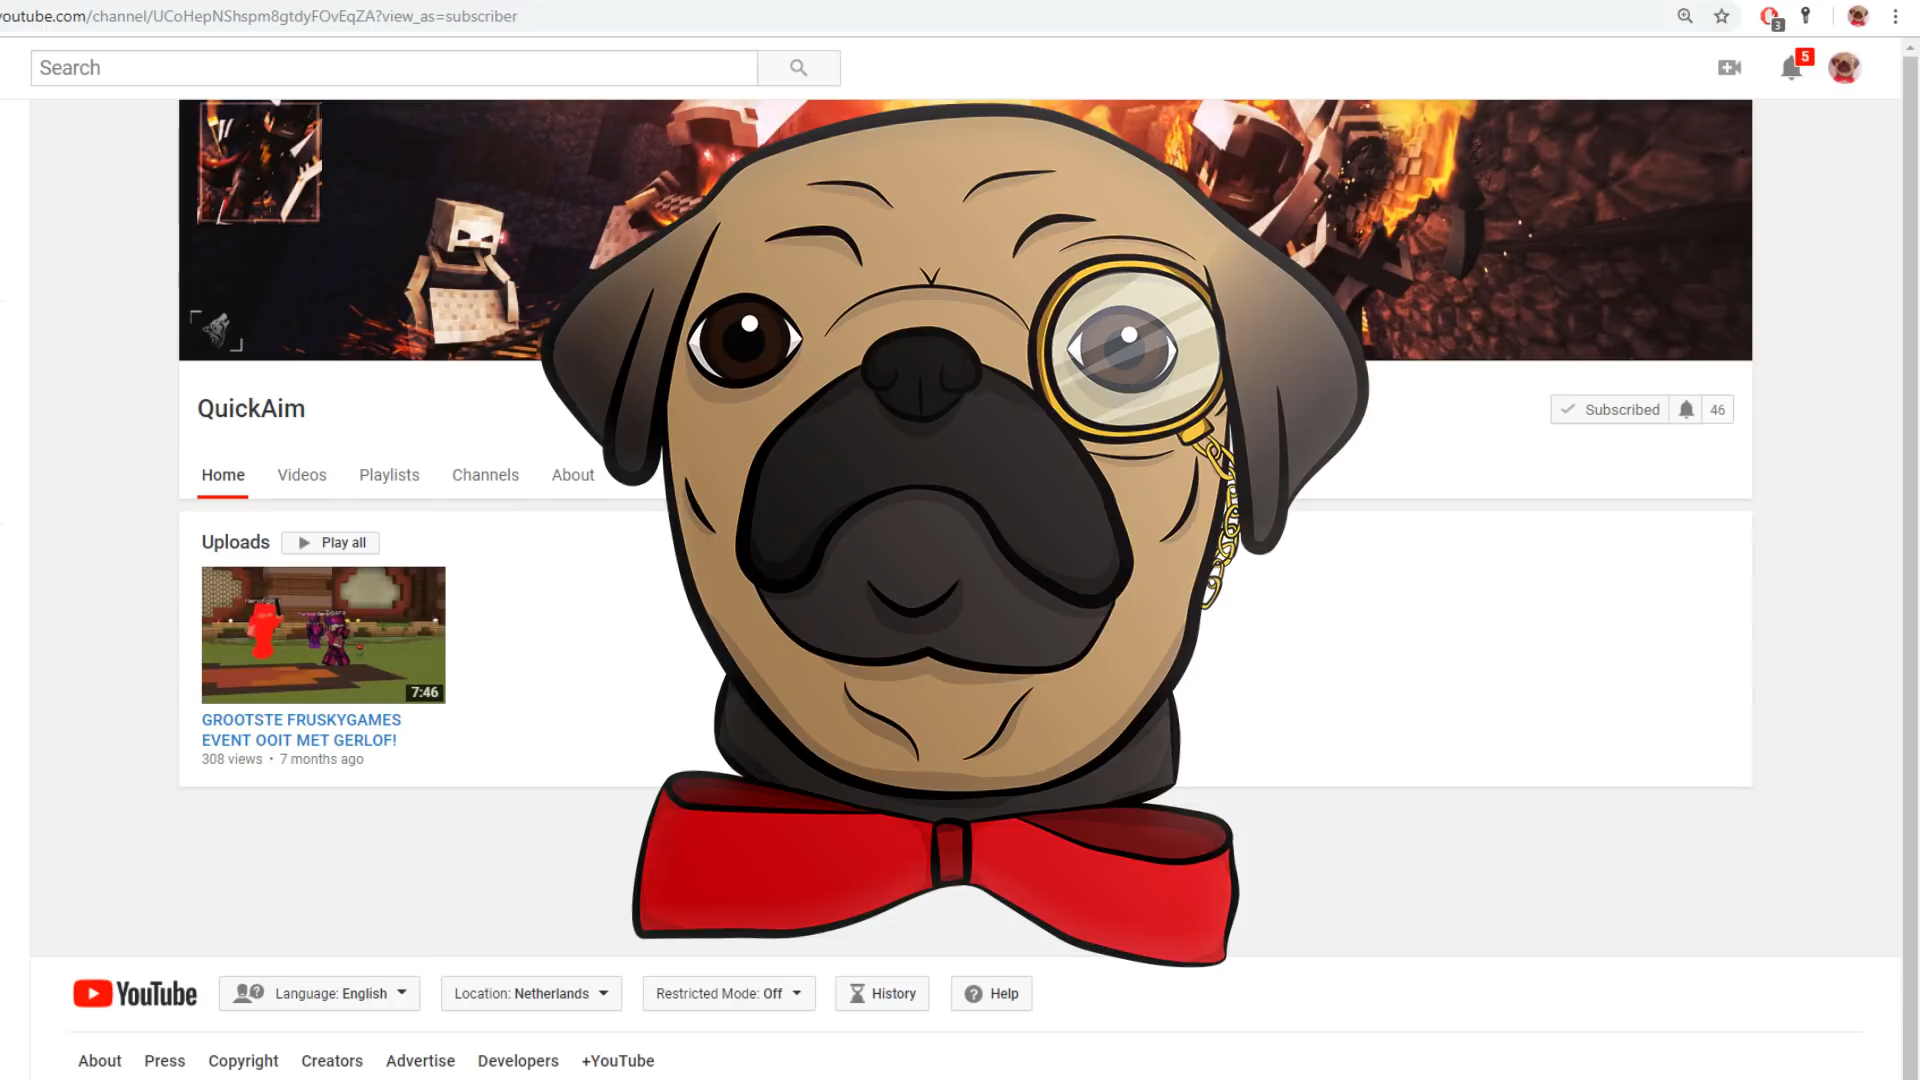 youtube.com/channel/UCoHepNShspm8gtdyFOvEqZA?view_as=subscriber
3
Search
5
QuickAim
Subscribed 46
Home Videos Playlists Channels About
Uploads Play all
7:46
GROOTSTE FRUSKYGAMES
EVENT OOIT MET GERLOF!
308 views • 7 months ago
YouTube Language: English Location: Netherlands Restricted Mode: Off History Help
About Press Copyright Creators Advertise Developers +YouTube